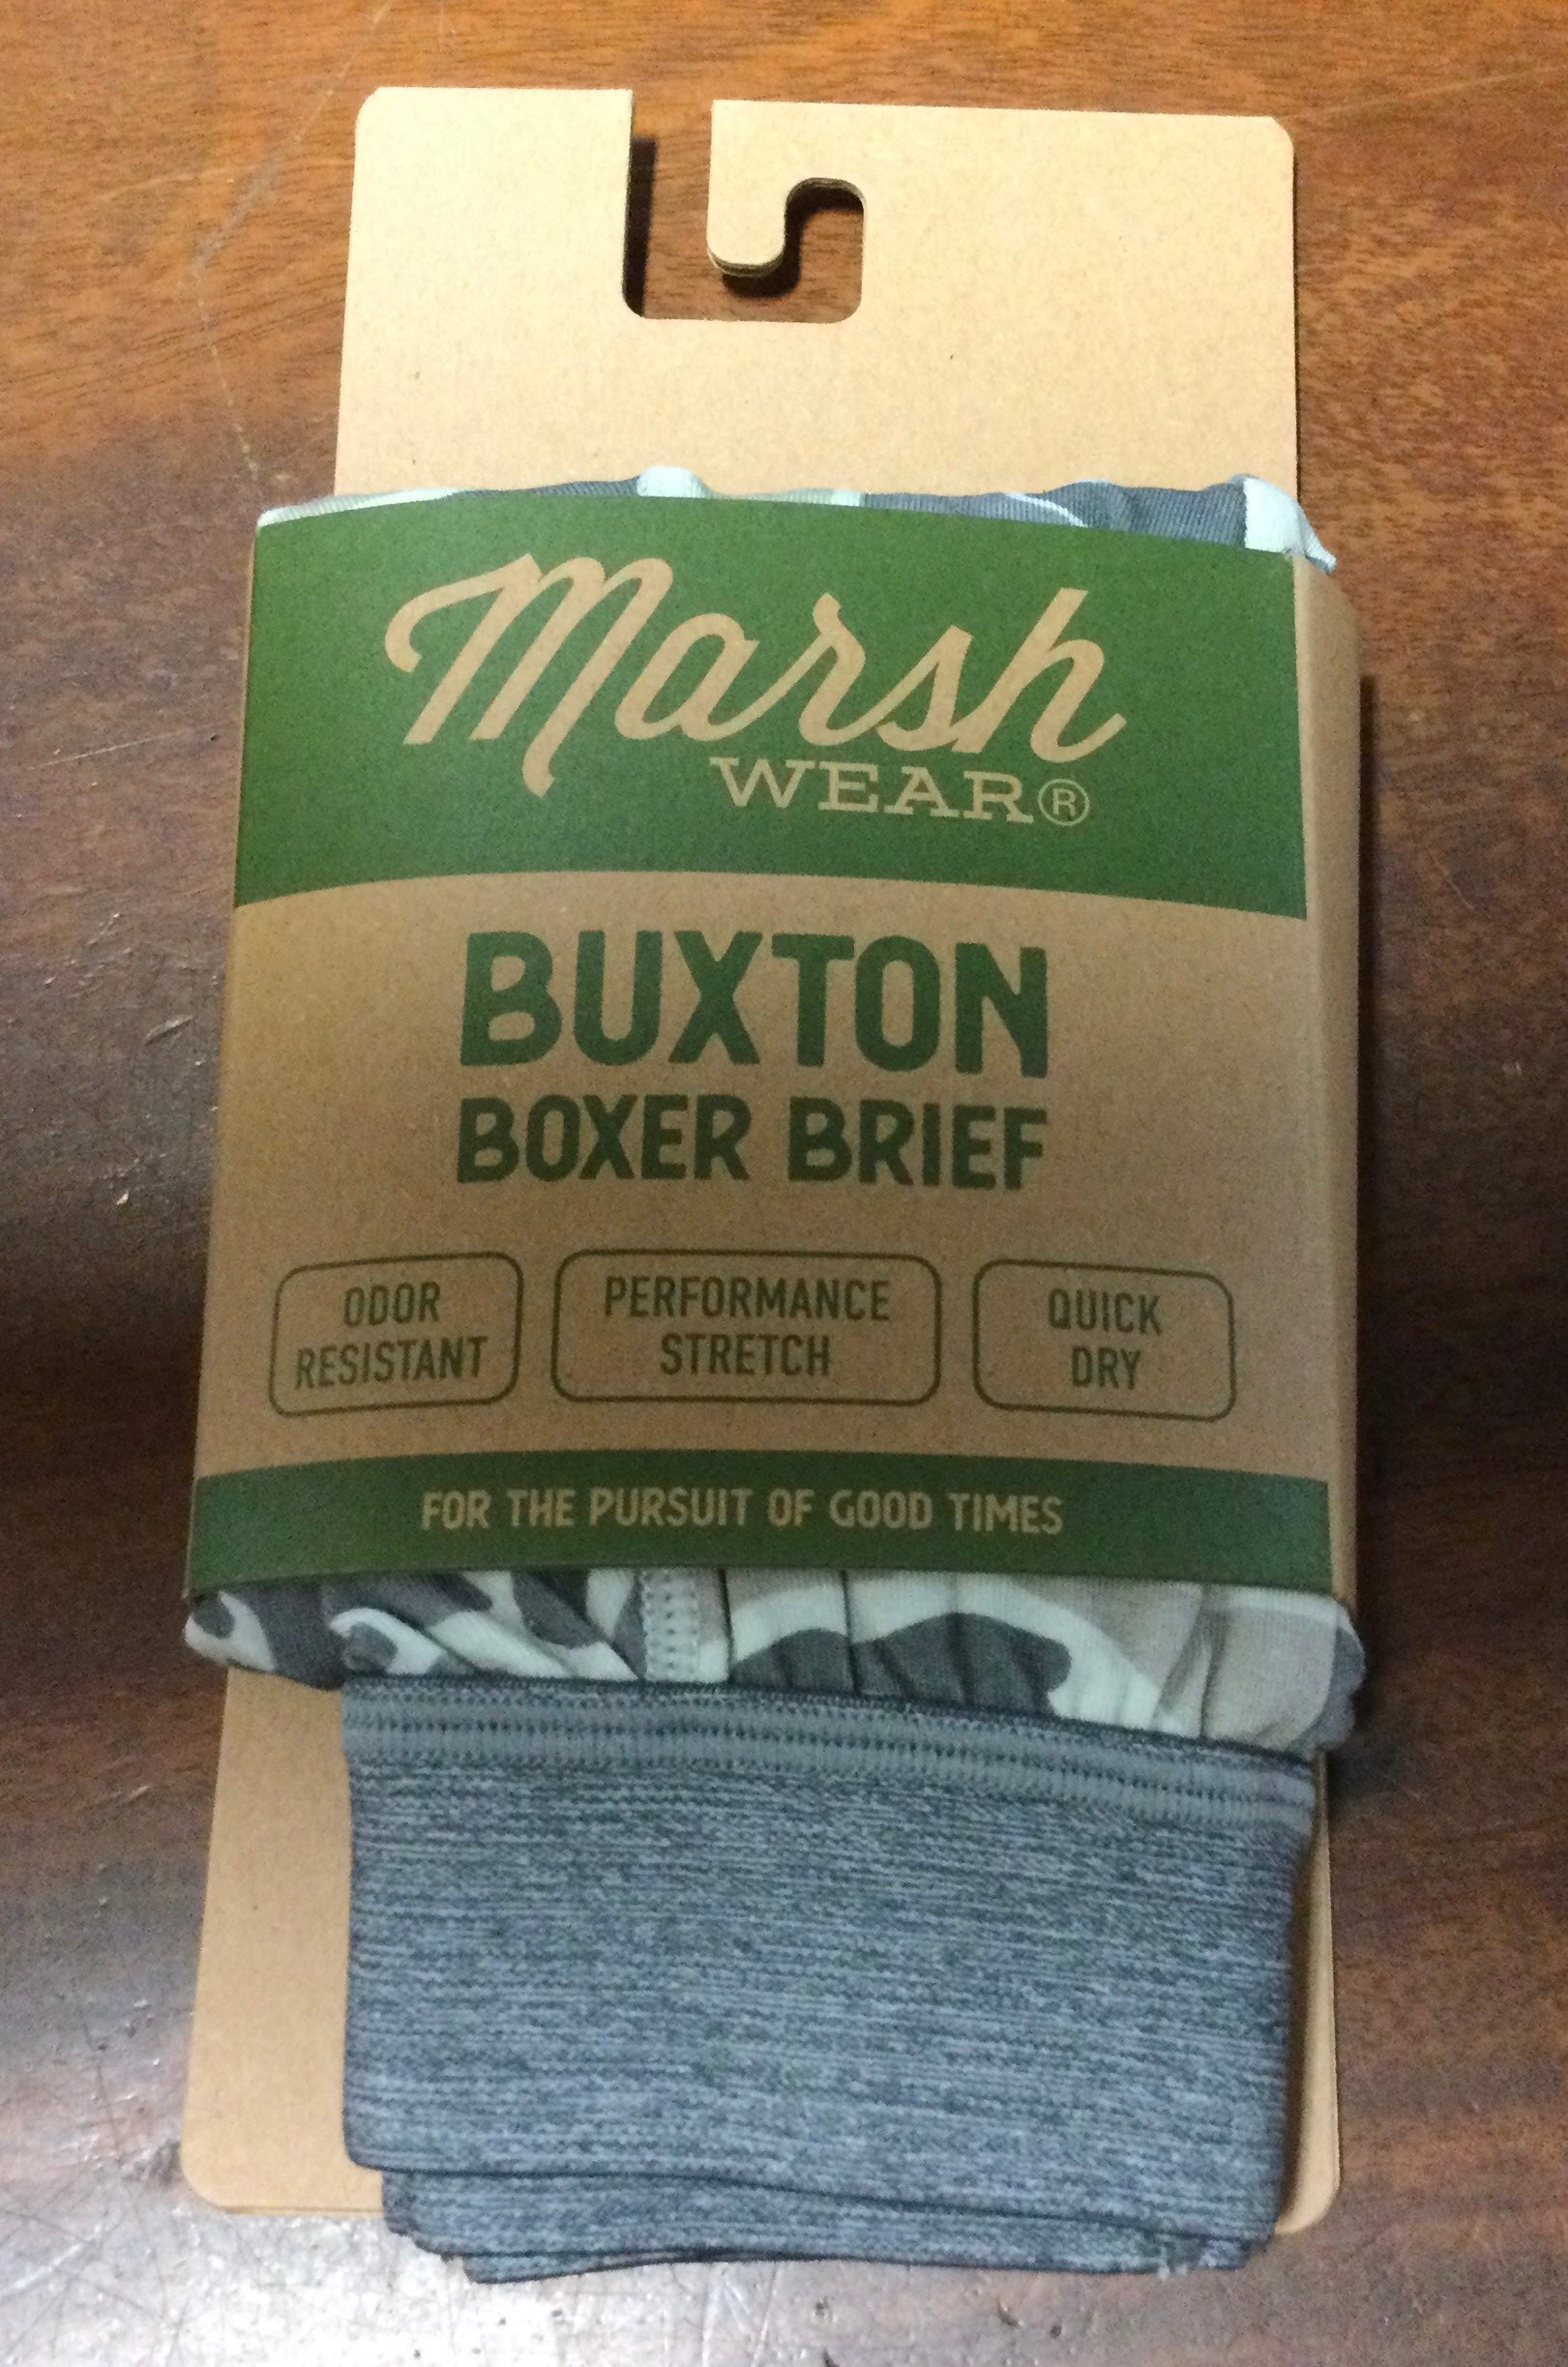 Marsh
WEAR®
BUXTON
BOXER BRIEF
ODOR
RESISTANT
PERFORMANCE
STRETCH
QUICK
DRY
FOR THE PURSUIT OF GOOD TIMES